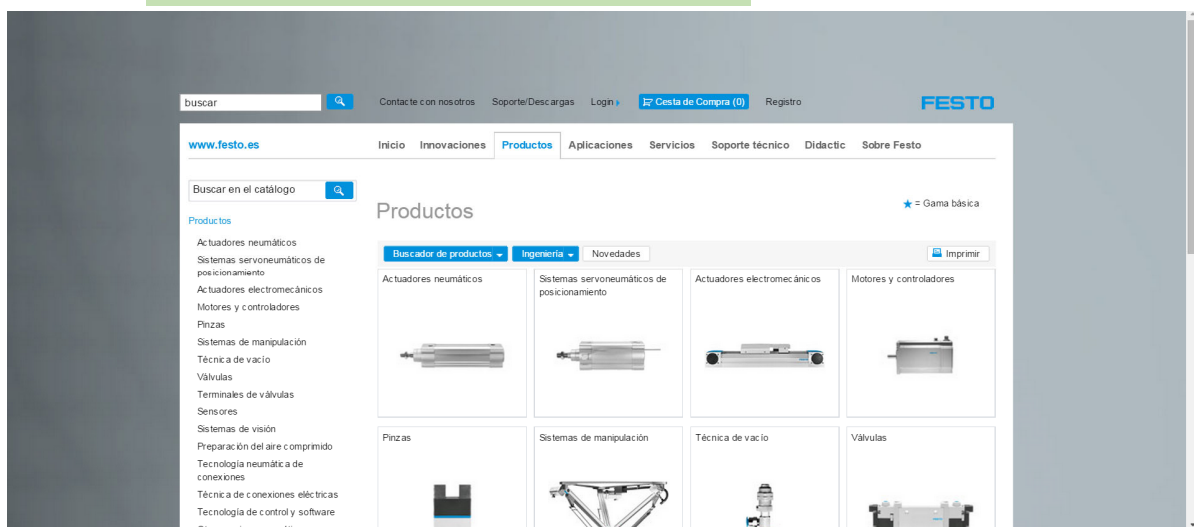 buscar
Contacte con nosotros Soporte/Descargas Login Cesta de Compra (0) Registro
FESTO
www.festo.es
Inicio Innovaciones Productos Aplicaciones Servicios Soporte técnico Didactic Sobre Festo
Buscar en el catálogo
Productos
Actuadores neumáticos
Sistemas servoneumáticos de
posicionamiento
Actuadores electromecánicos
Motores y controladores
Pinzas
Sistemas de manipulación
Técnica de vacío
Válvulas
Terminales de válvulas
Sensores
Sistemas de visión
Preparación del aire comprimido
Tecnología neumática de
conexiones
Técnica de conexiones eléctricas
Tecnología de control y software
Productos
= Gama básica
Buscador de productos Ingeniería Novedades Imprimir
Actuadores neumáticos
Sistemas servoneumáticos de
posicionamiento
Actuadores electromecánicos
Motores y controladores
Pinzas
Sistemas de manipulación
Técnica de vacío
Válvulas